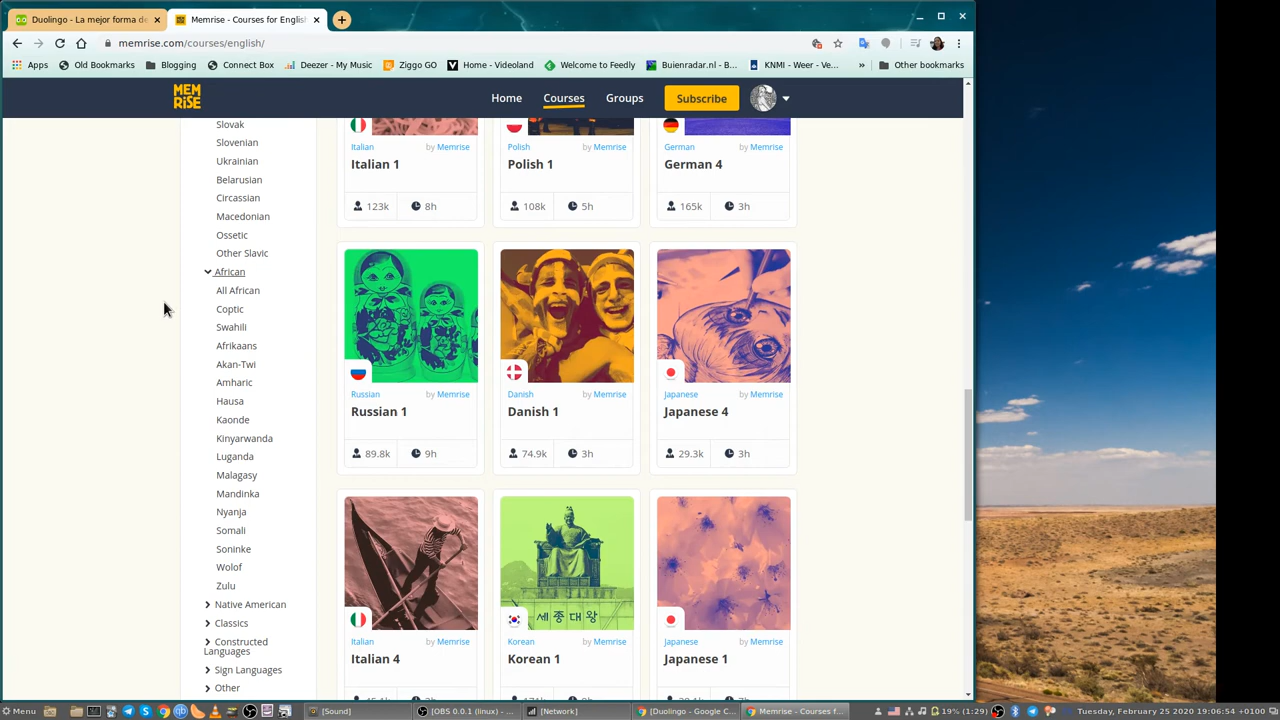 Duolingo - La mejor forma de
Memrise - Courses for Englis
memrise.com/courses/english/
Apps
Old Bookmarks
Blogging
Connect Box
Deezer - My Music
Ziggo GO
Home - Videoland
Welcome to Feedly
Buienradar.nl - B...
KNMI - Weer - Ve...
»
Other bookmarks
MEM
RiSE
Home
Courses
Groups
Subscribe
Slovak
Slovenian
Ukrainian
Belarusian
Circassian
Macedonian
Ossetic
Other Slavic
African
All African
Coptic
Swahili
Afrikaans
Akan-Twi
Amharic
Hausa
Kaonde
Kinyarwanda
Luganda
Malagasy
Mandinka
Nyanja
Somali
Soninke
Wolof
Zulu
Native American
Classics
Constructed
Languages
Sign Languages
Other
Italian by Memrise
Italian 1
123k 8h
Polish by Memrise
Polish 1
108k 5h
German by Memrise
German 4
165k 3h
Russian by Memrise
Russian 1
89.8k 9h
Danish by Memrise
Danish 1
74.9k 3h
Japanese by Memrise
Japanese 4
29.3k 3h
Italian by Memrise
Italian 4
세종대왕
Korean by Memrise
Korean 1
Japanese by Memrise
Japanese 1
Menu
[Sound]
OBS 0.0.1 (linux) - ...
[Network]
[Duolingo - Google C...
Memrise - Courses f...
19% (1:29)
Tuesday, February 25 2020 19:06:54 +0100